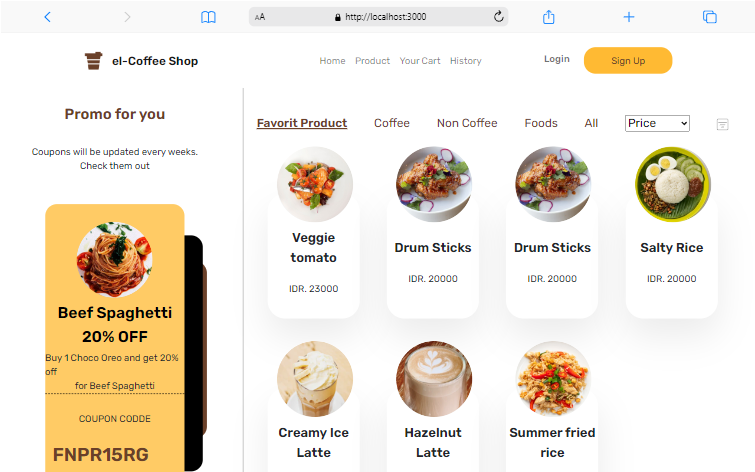 AA
http://localhost:3000
el-Coffee Shop
Home Product Your Cart History
Login
Sign Up
Promo for you
Coupons will be updated every weeks.
Check them out
Beef Spaghetti
20% OFF
Buy 1 Choco Oreo and get 20%
off
for Beef Spaghetti
COUPON CODDE
FNPR15RG
Favorit Product Coffee Non Coffee Foods All Price
Veggie
tomato
IDR. 23000
Drum Sticks
IDR. 20000
Drum Sticks
IDR. 20000
Salty Rice
IDR. 20000
Creamy Ice
Latte
Hazelnut
Latte
Summer fried
rice